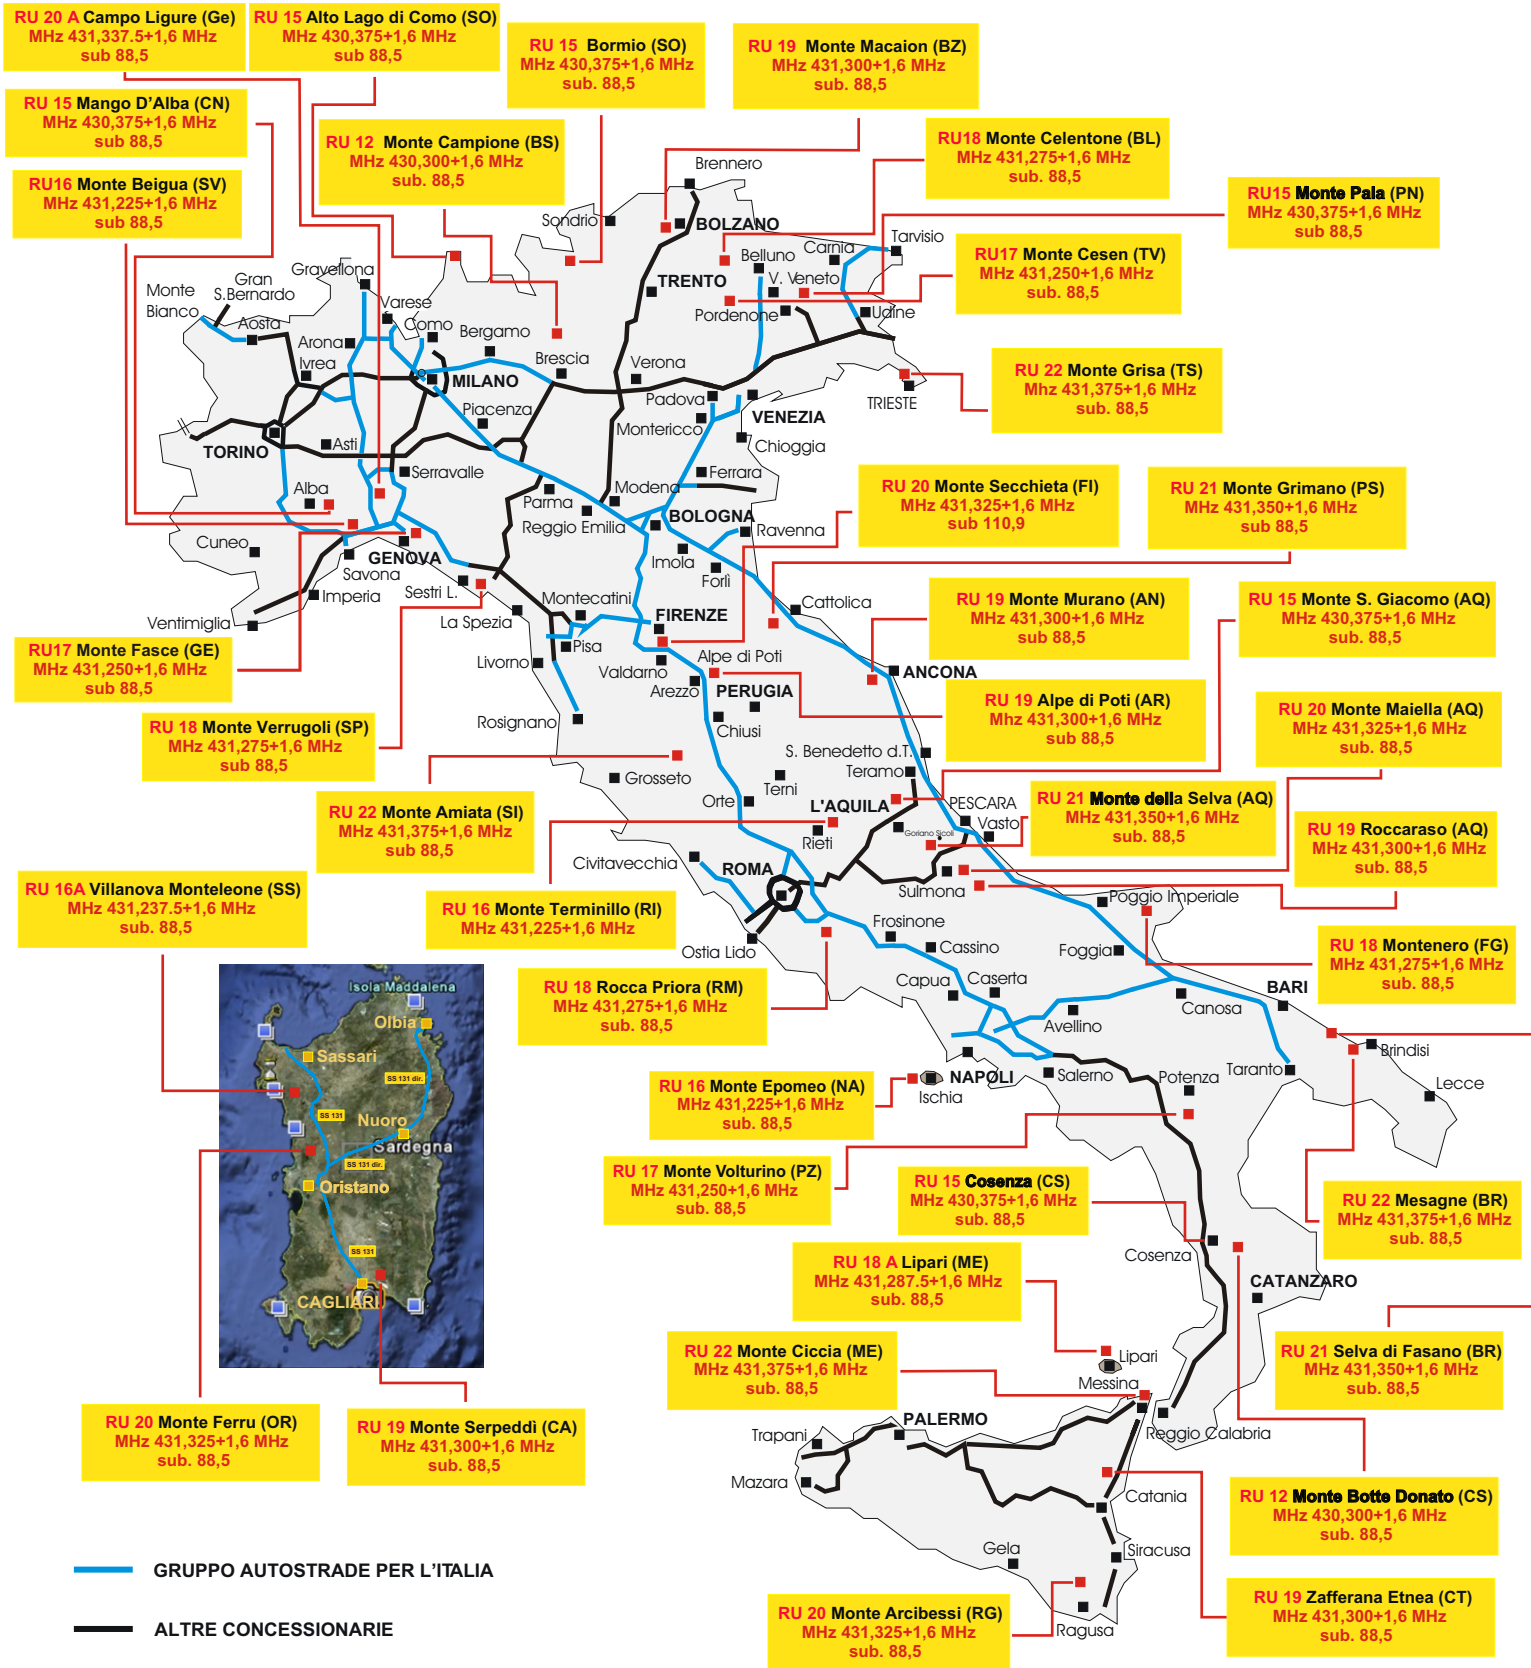 RU 20 A Campo Ligure (Ge)
MHz 431,337.5+1,6 MHz
sub 88,5
RU 15 Alto Lago di Como (SO)
MHz 430,375+1,6 MHz
sub 88,5
RU 15 Bormio (SO)
MHz 430,375+1,6 MHz
sub. 88,5
RU 19 Monte Macaion (BZ)
MHz 431,300+1,6 MHz
sub. 88,5
RU 15 Mango D'Alba (CN)
MHz 430,375+1,6 MHz
sub 88,5
RU 12 Monte Campione (BS)
MHz 430,300+1,6 MHz
sub. 88,5
RU18 Monte Celentone (BL)
MHz 431,275+1,6 MHz
sub. 88,5
RU16 Monte Beigua (SV)
MHz 431,225+1,6 MHz
sub 88,5
RU15 Monte Pala (PN)
MHz 430,375+1,6 MHz
sub 88,5
RU17 Monte Cesen (TV)
MHz 431,250+1,6 MHz
sub. 88,5
RU 22 Monte Grisa (TS)
Mhz 431,375+1,6 MHz
sub. 88,5
RU 20 Monte Secchieta (FI)
MHz 431,325+1,6 MHz
sub 110,9
RU 21 Monte Grimano (PS)
MHz 431,350+1,6 MHz
sub 88,5
RU 19 Monte Murano (AN)
MHz 431,300+1,6 MHz
sub 88,5
RU 15 Monte S. Giacomo (AQ)
MHz 430,375+1,6 MHz
sub. 88,5
RU17 Monte Fasce (GE)
MHz 431,250+1,6 MHz
sub 88,5
RU 19 Alpe di Poti (AR)
Mhz 431,300+1,6 MHz
sub 88,5
RU 20 Monte Maiella (AQ)
MHz 431,325+1,6 MHz
sub. 88,5
RU 18 Monte Verrugoli (SP)
MHz 431,275+1,6 MHz
sub 88,5
RU 22 Monte Amiata (SI)
MHz 431,375+1,6 MHz
sub 88,5
RU 21 Monte della Selva (AQ)
MHz 431,350+1,6 MHz
sub. 88,5
RU 19 Roccaraso (AQ)
MHz 431,300+1,6 MHz
sub. 88,5
RU 16A Villanova Monteleone (SS)
MHz 431,237.5+1,6 MHz
sub. 88,5
RU 16 Monte Terminillo (RI)
MHz 431,225+1,6 MHz
RU 18 Montenero (FG)
MHz 431,275+1,6 MHz
sub. 88,5
RU 18 Rocca Priora (RM)
MHz 431,275+1,6 MHz
sub. 88,5
RU 16 Monte Epomeo (NA)
MHz 431,225+1,6 MHz
sub. 88,5
RU 17 Monte Volturino (PZ)
MHz 431,250+1,6 MHz
sub. 88,5
RU 15 Cosenza (CS)
MHz 430,375+1,6 MHz
sub. 88,5
RU 22 Mesagne (BR)
MHz 431,375+1,6 MHz
sub. 88,5
RU 18 A Lipari (ME)
MHz 431,287.5+1,6 MHz
sub. 88,5
RU 22 Monte Ciccia (ME)
MHz 431,375+1,6 MHz
sub. 88,5
RU 21 Selva di Fasano (BR)
MHz 431,350+1,6 MHz
sub. 88,5
RU 20 Monte Ferru (OR)
MHz 431,325+1,6 MHz
sub. 88,5
RU 19 Monte Serpeddì (CA)
MHz 431,300+1,6 MHz
sub. 88,5
RU 12 Monte Botte Donato (CS)
MHz 430,300+1,6 MHz
sub. 88,5
RU 19 Zafferana Etnea (CT)
MHz 431,300+1,6 MHz
sub. 88,5
RU 20 Monte Arcibessi (RG)
MHz 431,325+1,6 MHz
sub. 88,5
Brennero
Sondrio
BOLZANO
Tarvisio
Carnia
Belluno
Gravellona
Gran
S.Bernardo
Monte
Bianco
TRENTO
V. Veneto
Pordenone
Udine
Varese
Como
Aosta
Arona
Bergamo
Ivrea
Brescia
Verona
MILANO
Padova
VENEZIA
TRIESTE
Piacenza
Montericco
Chioggia
TORINO
Asti
Serravalle
Ferrara
Alba
Parma
Modena
Reggio Emilia
BOLOGNA
Ravenna
Cuneo
GENOVA
Imola
Savona
Forlì
Imperia
Sestri L.
Montecatini
Cattolica
Ventimiglia
La Spezia
FIRENZE
Pisa
Livorno
Valdarno
Alpe di Poti
ANCONA
Arezzo
PERUGIA
Rosignano
Chiusi
S. Benedetto d.T.
Teramo
Grosseto
Terni
Orte
L'AQUILA
PESCARA
Vasto
Goriano Sicoli
Rieti
Civitavecchia
ROMA
Sulmona
Poggio Imperiale
Frosinone
Ostia Lido
Cassino
Foggia
Capua
Caserta
BARI
Canosa
Avellino
Brindisi
NAPOLI
Salerno
Potenza
Taranto
Ischia
Lecce
Cosenza
CATANZARO
Lipari
Messina
PALERMO
Trapani
Reggio Calabria
Mazara
Catania
Gela
Siracusa
Ragusa
Isola Maddalena
Olbia
Sassari
SS 131 dir.
SS 131
Nuoro
Sardegna
SS 131 dir.
Oristano
SS 131
CAGLIARI
GRUPPO AUTOSTRADE PER L'ITALIA
ALTRE CONCESSIONARIE